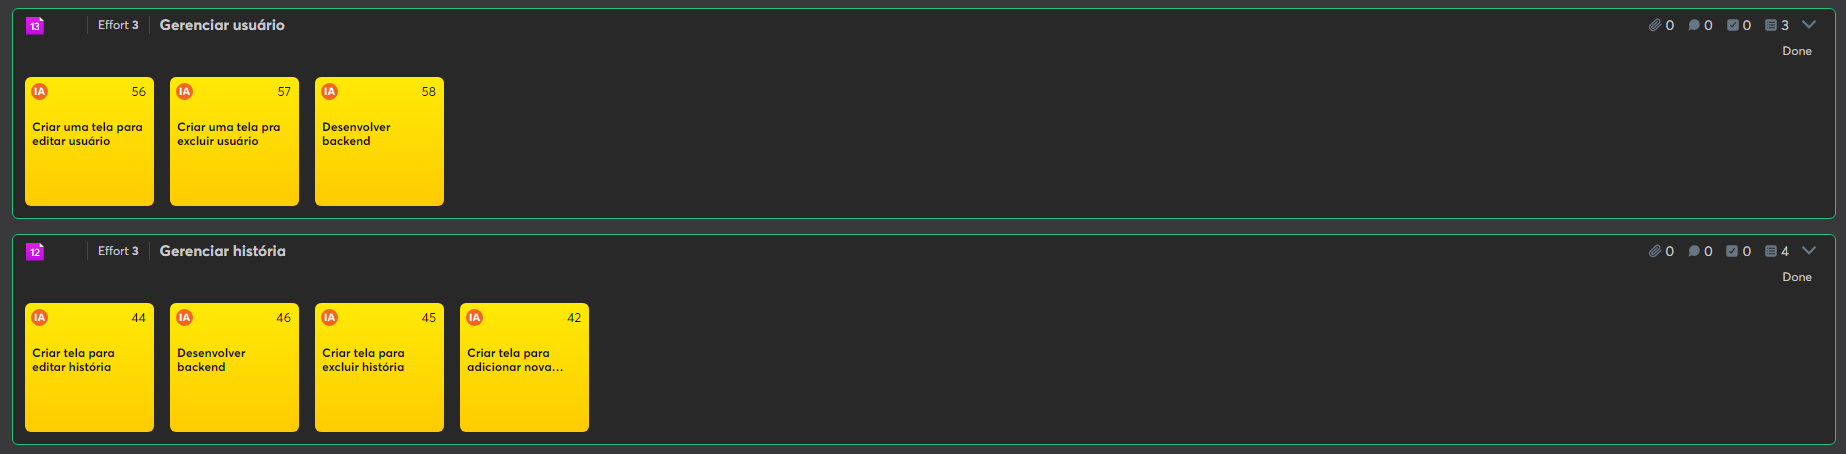 13 Effort 3 Gerenciar usuário 0 0 0 3
Done
IA 56
Criar uma tela para
editar usuário
IA 57
Criar uma tela pra
excluir usuário
IA 58
Desenvolver
backend
12 Effort 3 Gerenciar história 0 0 0 4
Done
IA 44
Criar tela para
editar história
IA 46
Desenvolver
backend
IA 45
Criar tela para
excluir história
IA 42
Criar tela para
adicionar nova...